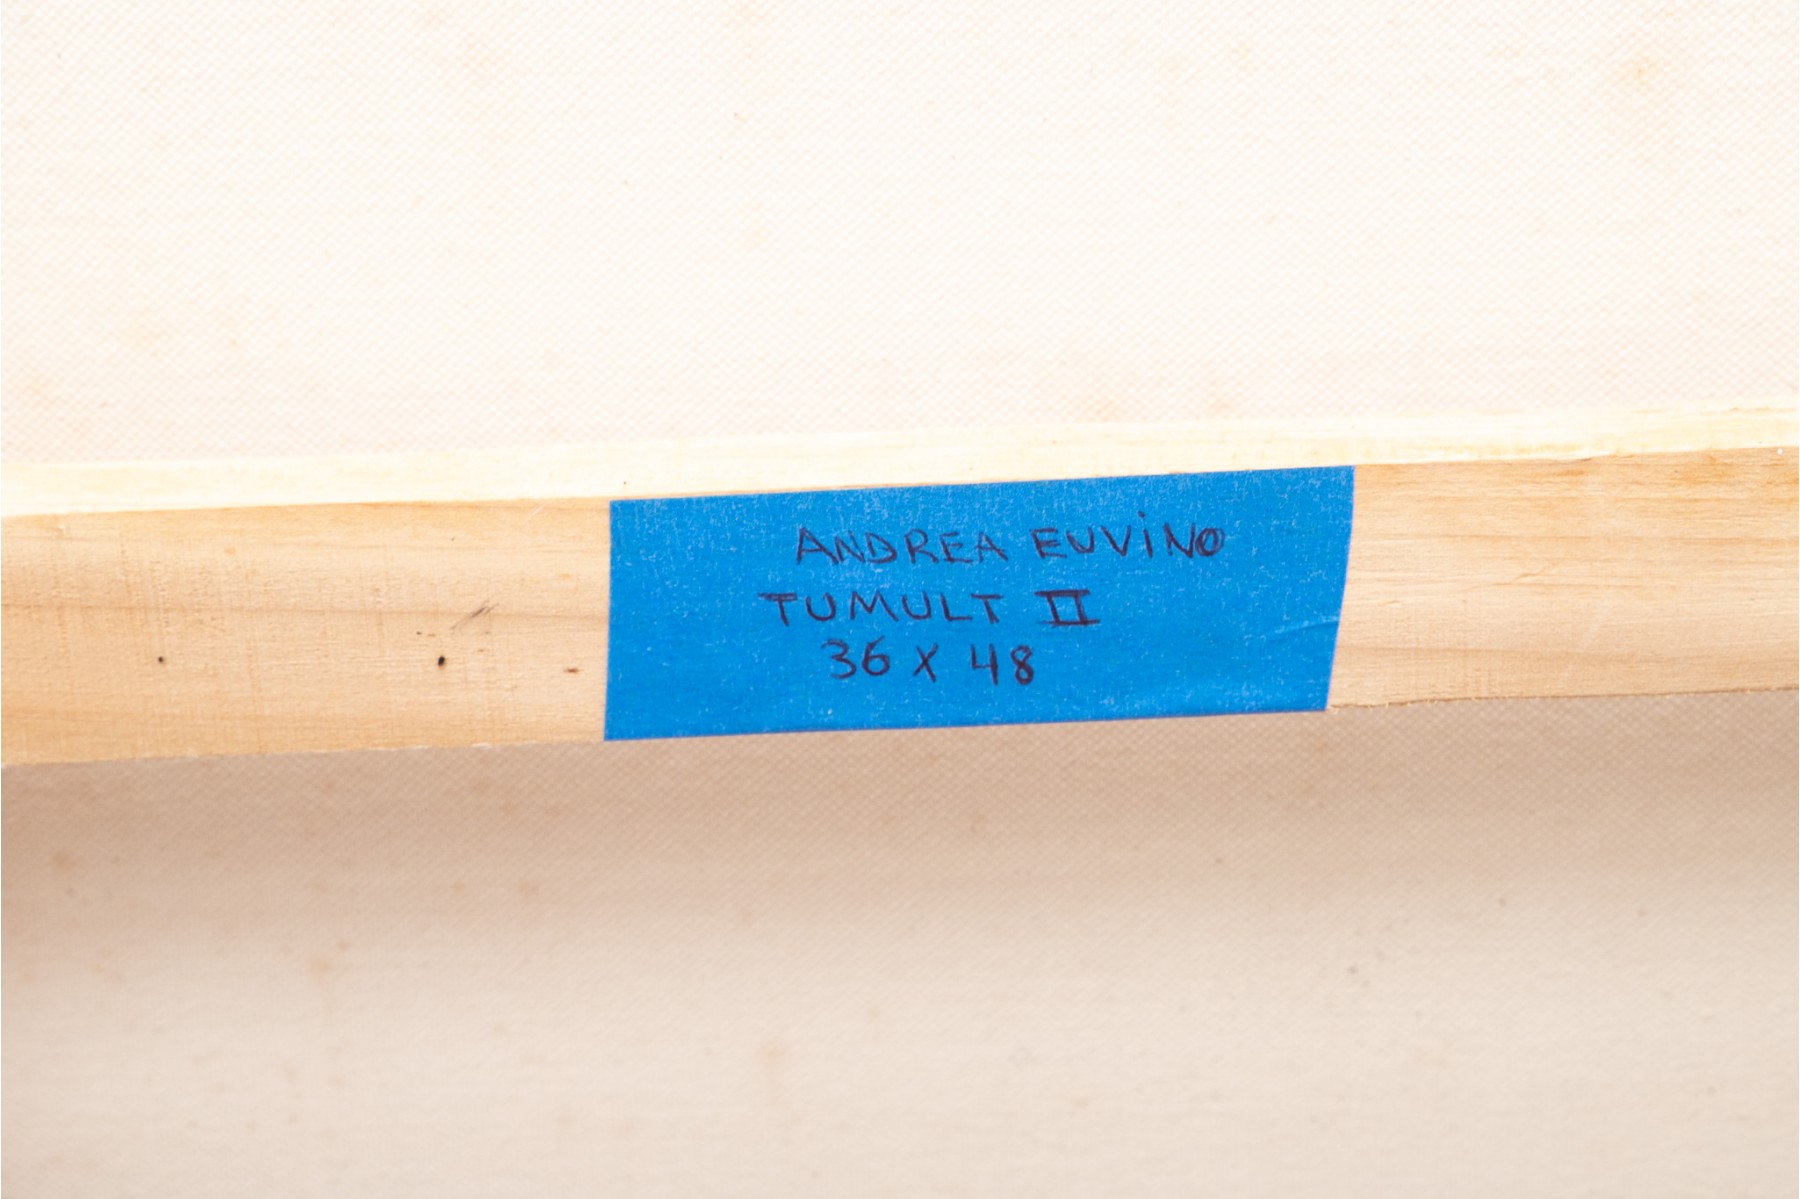 ANDREA EUVINO
TUMULT II
36 X 48